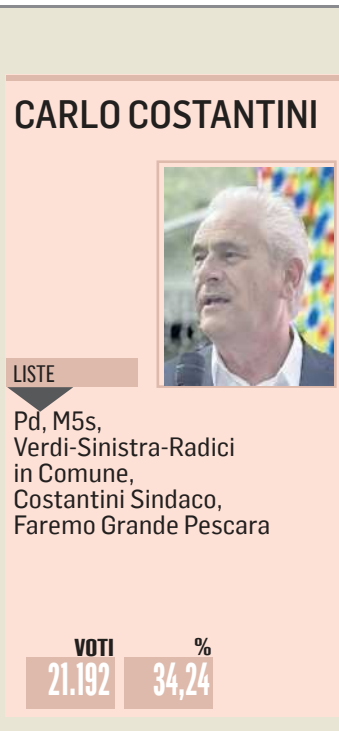 CARLO COSTANTINI
LISTE
Pd, M5s,
Verdi-Sinistra-Radici
in Comune,
Costantini Sindaco,
Faremo Grande Pescara
VOTI %
21.192 34,24